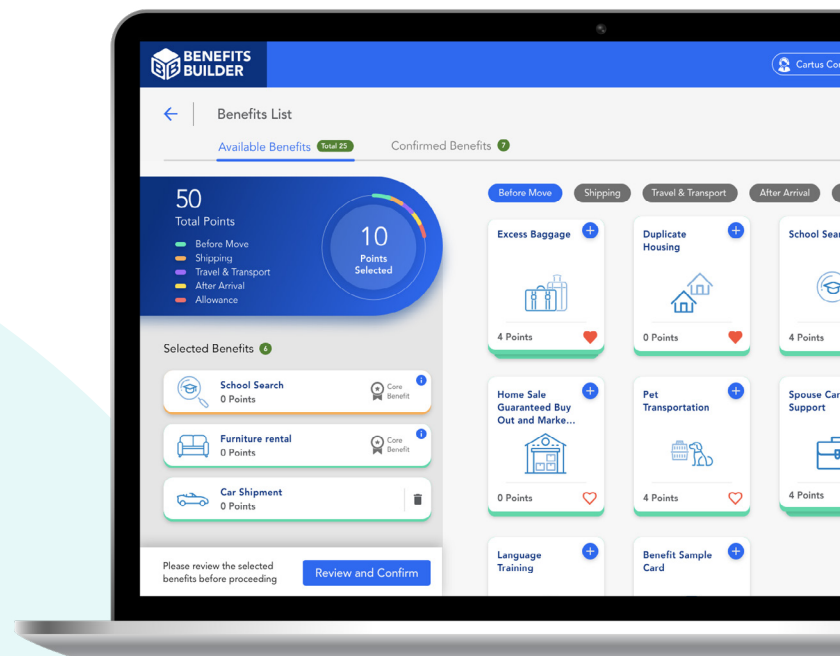 BENEFITS
BUILDER
Cartus
Benefits List
Available Benefits Total 25
Confirmed Benefits 7
50
Total Points
Before Move
Shipping
Travel & Transport
After Arrival
Allowance
10
Points
Selected
Selected Benefits 6
School Search
0 Points
Core
Benefit
Furniture rental
0 Points
Core
Benefit
Car Shipment
0 Points
Please review the selected
benefits before proceeding
Review and Confirm
Before Move
Shipping
Travel & Transport
After Arrival
Excess Baggage
4 Points
Duplicate
Housing
0 Points
School
4 Points
Home Sale
Guaranteed Buy
Out and Marke...
0 Points
Pet
Transportation
4 Points
Spouse
Support
4 Points
Language
Training
Benefit Sample
Card